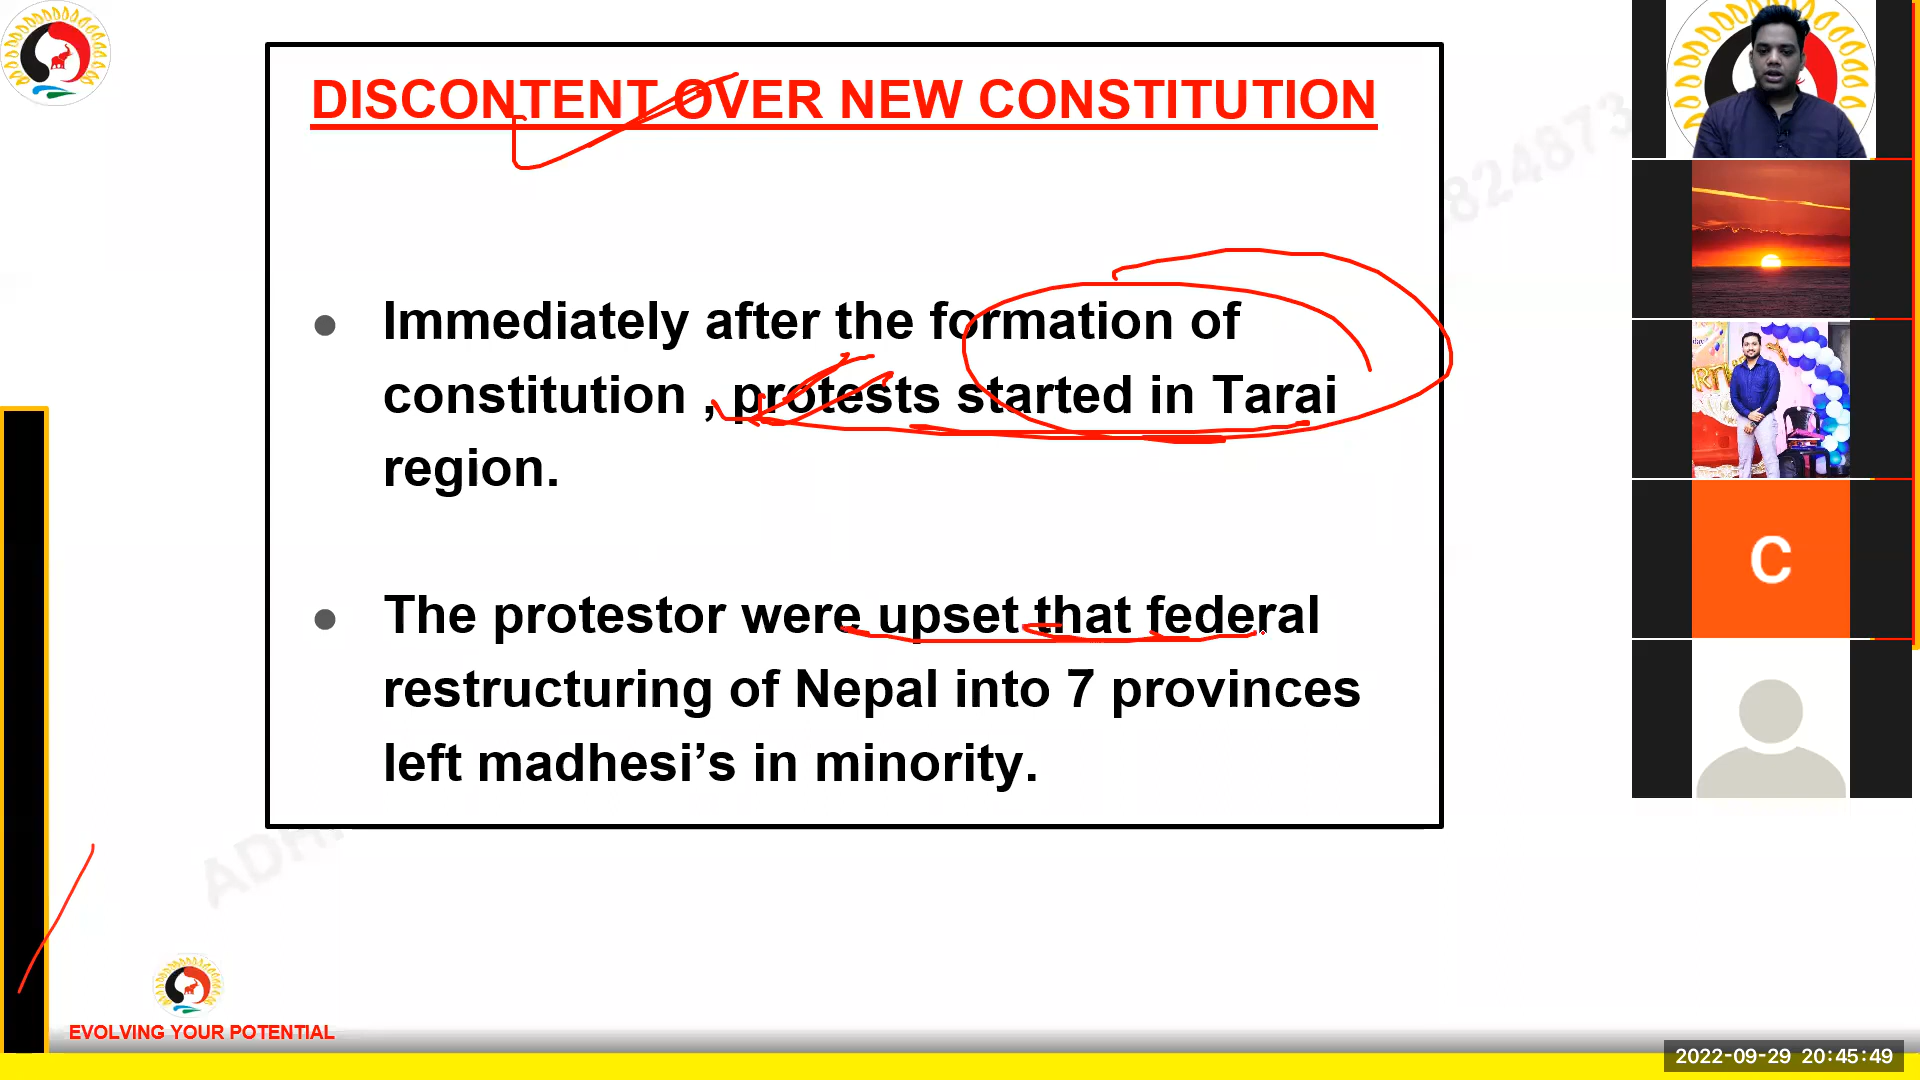 DISCONTENT OVER NEW CONSTITUTION
824873
● Immediately after the formation of
constitution , protests started in Tarai
region.
● The protestor were upset that federal
restructuring of Nepal into 7 provinces
left madhesi’s in minority.
C
EVOLVING YOUR POTENTIAL
2022-09-29 20:45:49